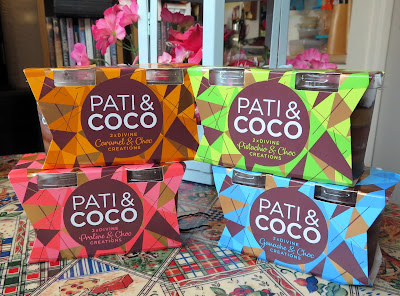 PATI &
COCO
2xDIVINE
Caramel & Choc
CREATIONS
PATI &
COCO
2xDIVINE
Pistachio & Choc
CREATIONS
PATI &
COCO
2xDIVINE
Praline & Choc
CREATIONS
PATI &
COCO
2xDIVINE
Ganache & Choc
CREATIONS